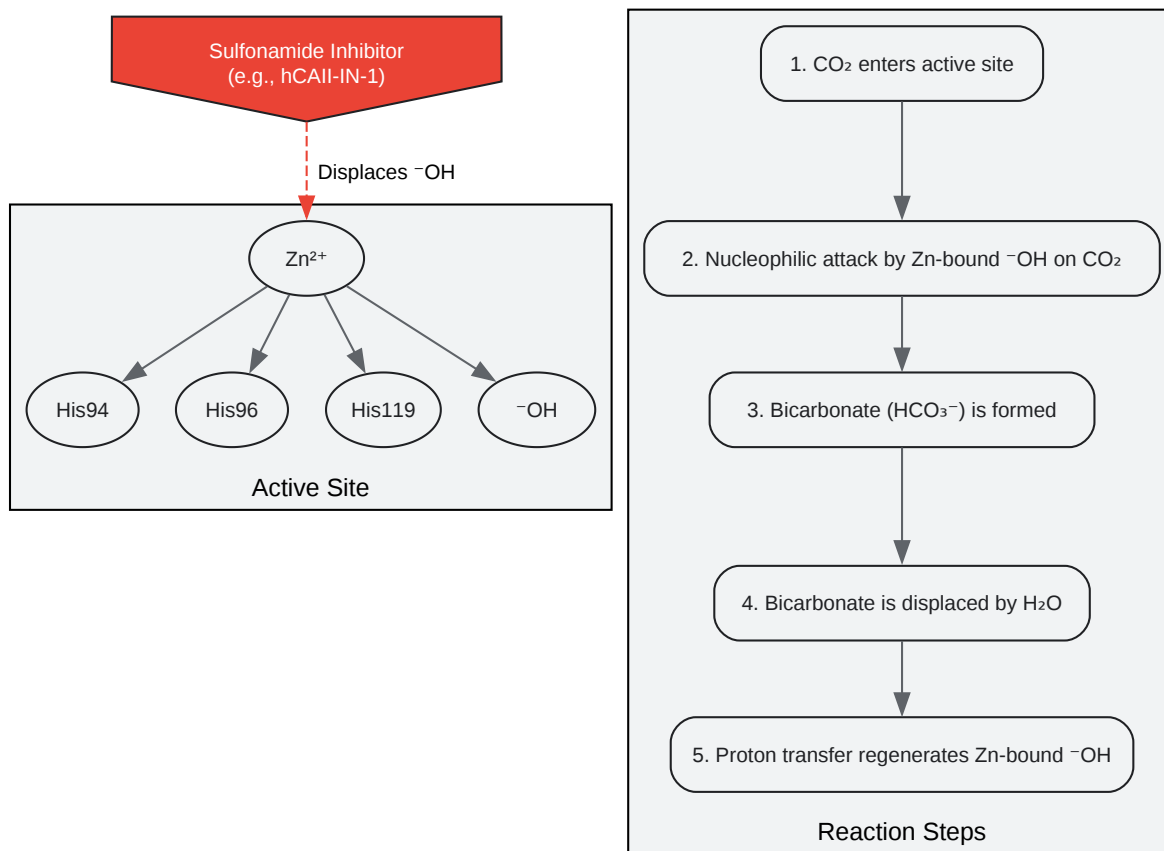 Sulfonamide Inhibitor
(e.g., hCAII-IN-1)
Displaces ⁻OH
Zn²⁺
His94
His96
His119
⁻OH
Active Site
1. CO₂ enters active site
2. Nucleophilic attack by Zn-bound ⁻OH on CO₂
3. Bicarbonate (HCO₃⁻) is formed
4. Bicarbonate is displaced by H₂O
5. Proton transfer regenerates Zn-bound ⁻OH
Reaction Steps